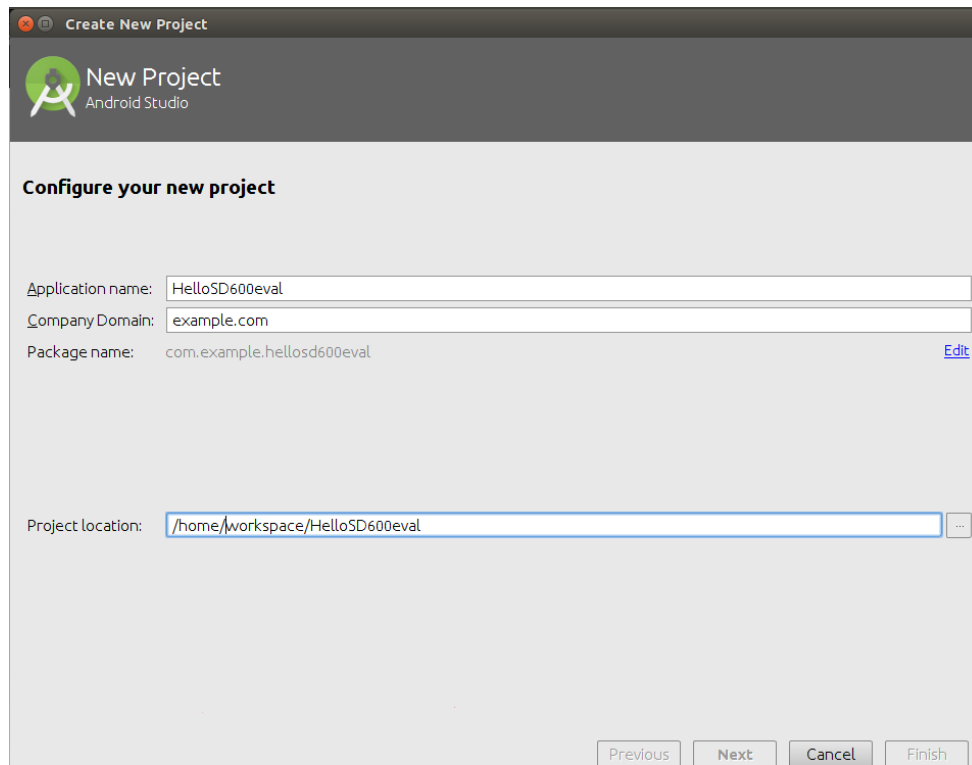 Create New Project
New Project
Android Studio
Configure your new project
Application name: HelloSD600eval
Company Domain: example.com
Package name: com.example.hellosd600eval Edit
Project location: /home/workspace/HelloSD600eval ...
Previous Next Cancel Finish